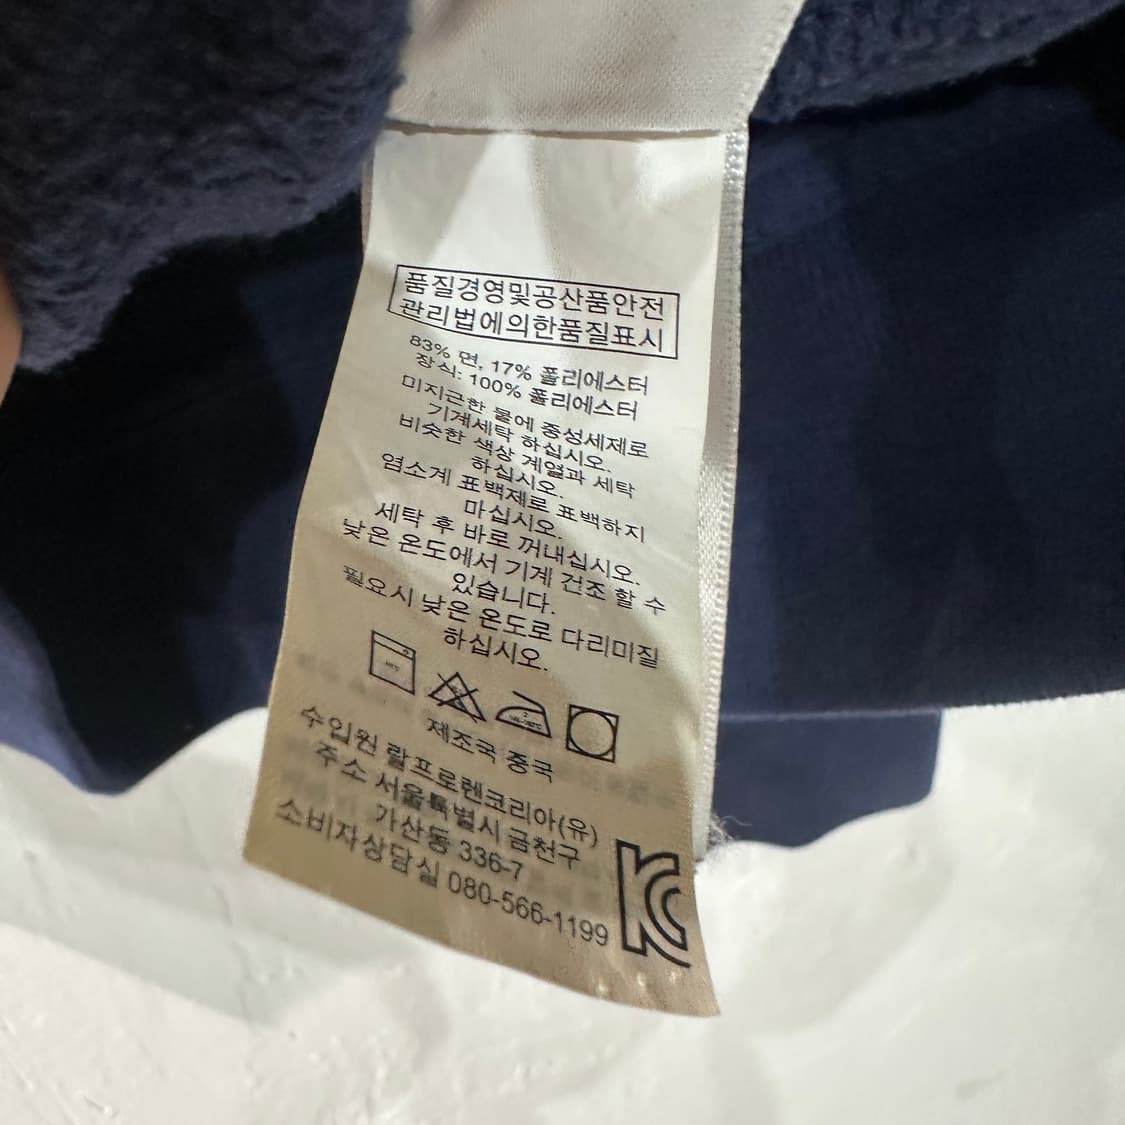 품질경영및공산품안전
관리법에의한품질표시
83% 면, 17% 폴리에스터
장식: 100% 폴리에스터
미지근한 물에 중성세제로
기계세탁 하십시오.
비슷한 색상 계열과 세탁
하십시오.
염소계 표백제로 표백하지
마십시오.
세탁 후 바로 꺼내십시오.
낮은 온도에서 기계 건조 할 수
있습니다.
필요시 낮은 온도로 다리미질
하십시오.
제조국 중국
수입원 랄프로렌코리아(유)
주소 서울특별시 금천구
가산동 336-7
소비자상담실 080-566-1199